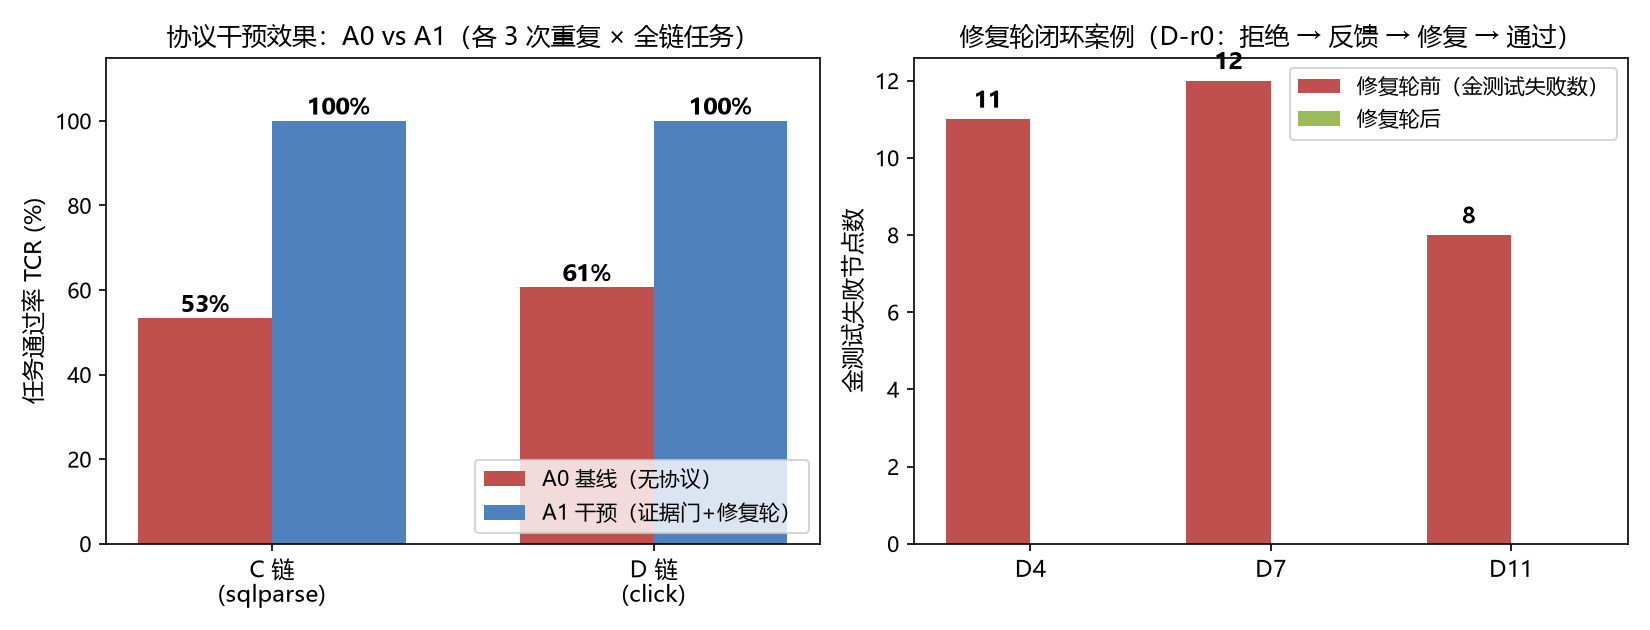 协议干预效果：A0 vs A1（各 3 次重复 × 全链任务）
任务通过率 TCR (%)
100
80
60
40
20
0
53%
100%
61%
100%
A0 基线（无协议）
A1 干预（证据门+修复轮）
C 链
(sqlparse)
D 链
(click)
修复轮闭环案例（D-r0：拒绝 → 反馈 → 修复 → 通过）
金测试失败节点数
12
10
8
6
4
2
0
11
12
8
修复轮前（金测试失败数）
修复轮后
D4
D7
D11